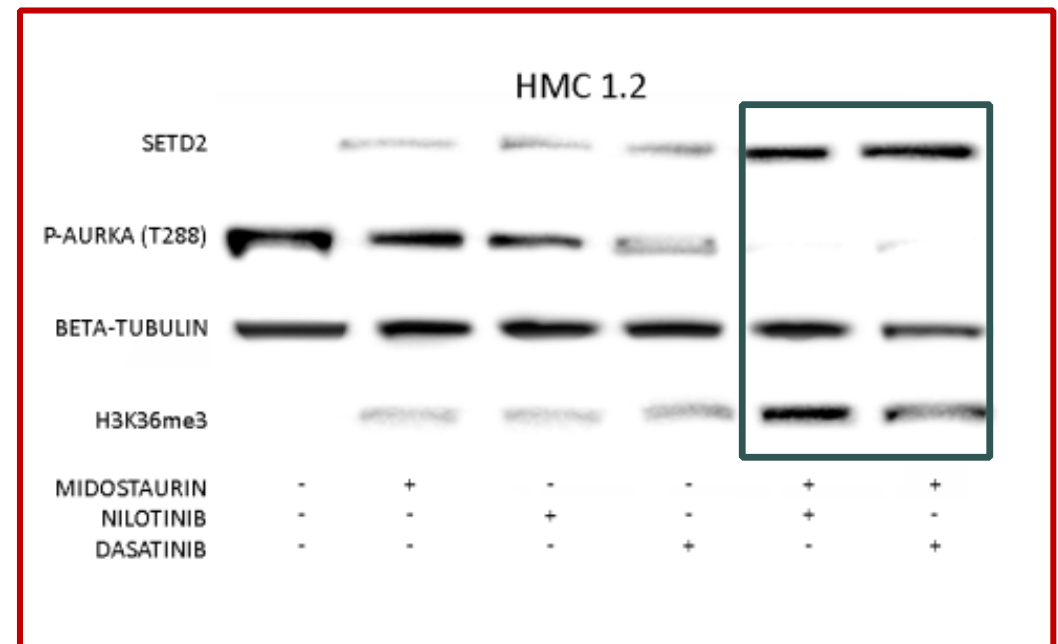 HMC 1.2
SETD2
P-AURKA (T288)
BETA-TUBULIN
H3K36me3
MIDOSTAURIN - + - - + +
NILOTINIB - - + - + -
DASATINIB - - - + - +